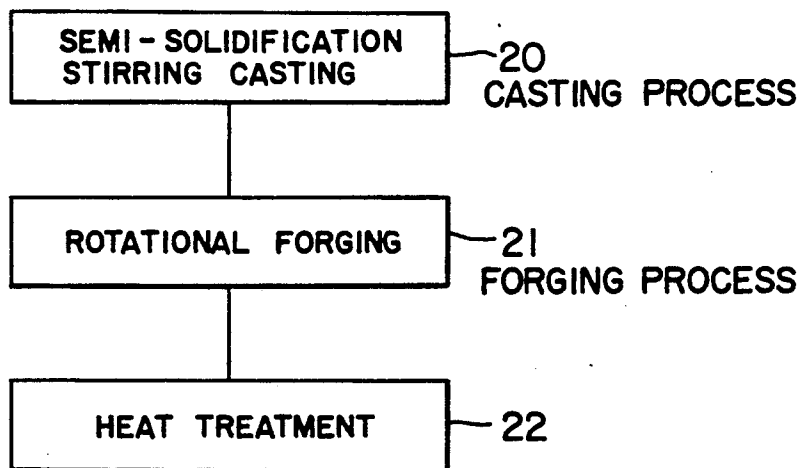 SEMI-SOLIDIFICATION
STIRRING CASTING
20
CASTING PROCESS
ROTATIONAL FORGING
21
FORGING PROCESS
HEAT TREATMENT
22